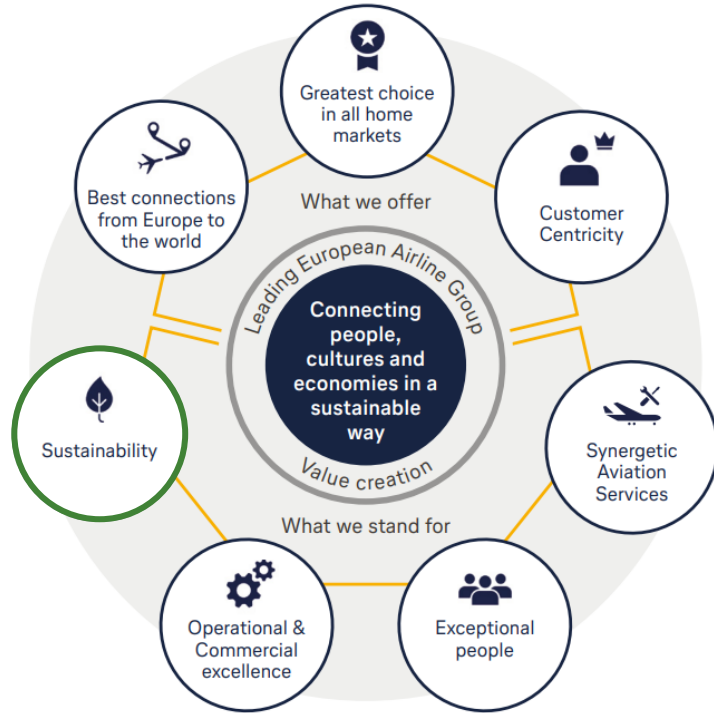 Greatest choice
in all home
markets
Best connections
from Europe to
the world
What we offer
Customer
Centricity
Leading European Airline Group
Connecting
people,
cultures and
economies in a
sustainable
way
Value creation
Sustainability
Synergetic
Aviation
Services
What we stand for
Operational &
Commercial
excellence
Exceptional
people